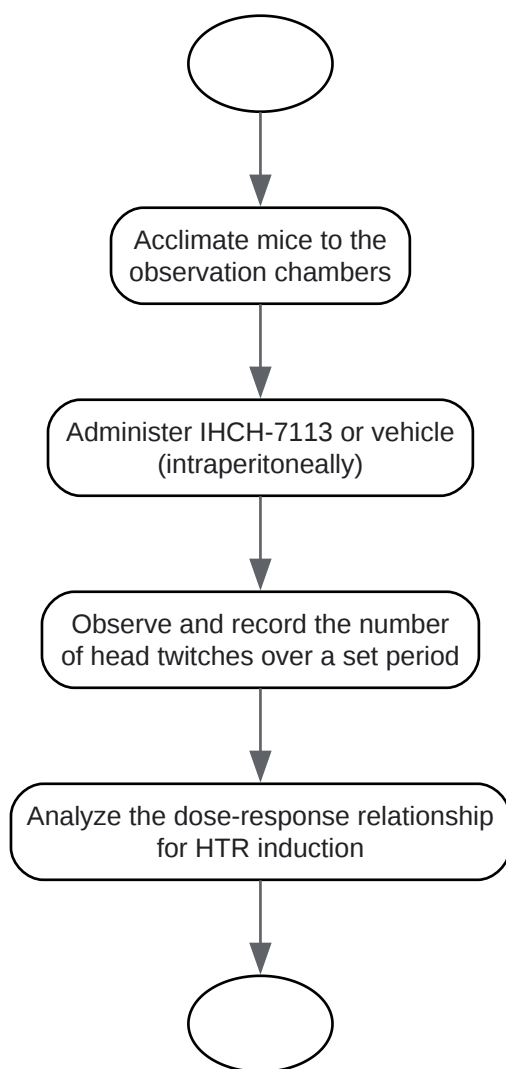 Acclimate mice to the
observation chambers
Administer IHCH-7113 or vehicle
(intraperitoneally)
Observe and record the number
of head twitches over a set period
Analyze the dose-response relationship
for HTR induction